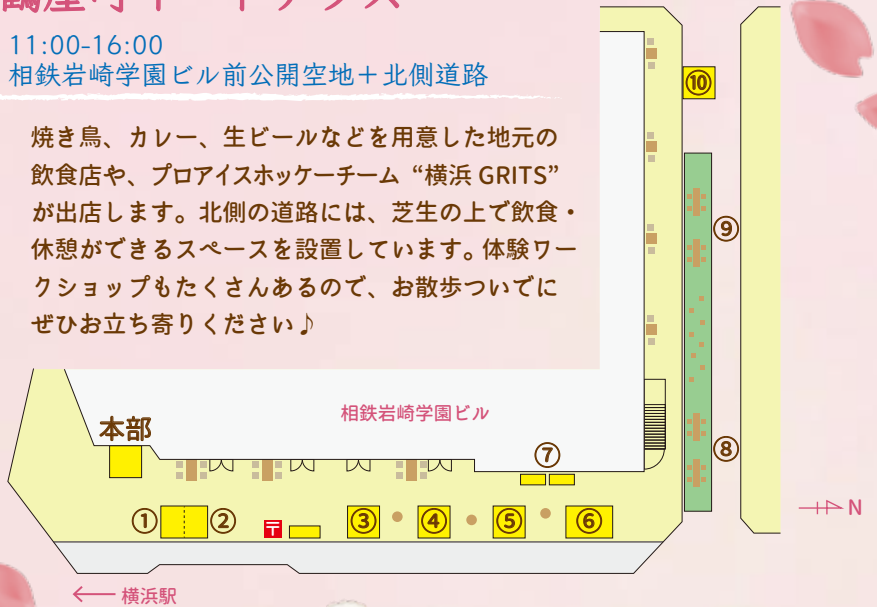 11:00-16:00
相鉄岩崎学園ビル前公開空地＋北側道路
焼き鳥、カレー、生ビールなどを用意した地元の
飲食店や、プロアイスホッケーチーム “横浜 GRITS”
が出店します。北側の道路には、芝生の上で飲食・
休憩ができるスペースを設置しています。体験ワー
クショップもたくさんあるので、お散歩ついでに
ぜひお立ち寄りください♪
⑩
⑨
相鉄岩崎学園ビル
本部
⑦
⑧
① ② 〒 ③ ④ ⑤ ⑥
N
← 横浜駅